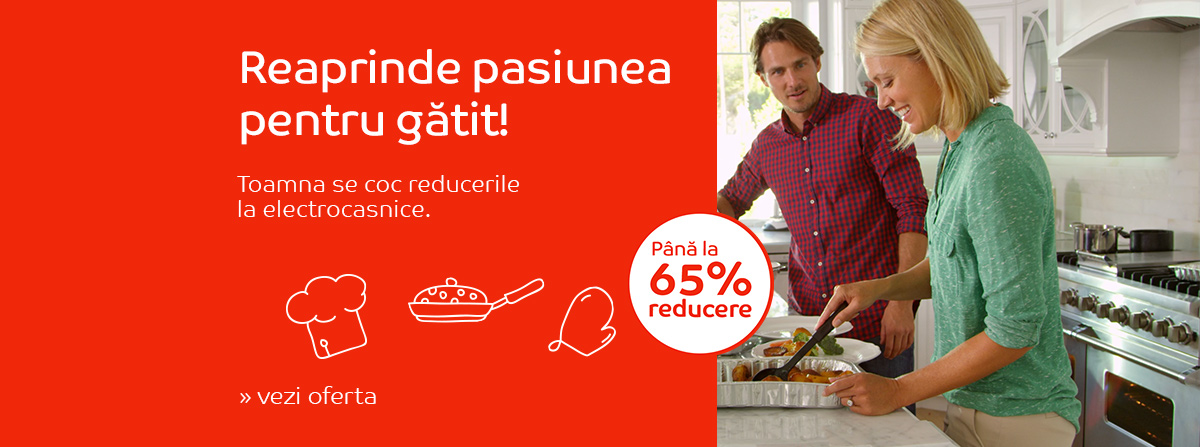 Reaprinde pasiunea
pentru gătit!
Toamna se coc reducerile
la electrocasnice.
Până la
65%
reducere
» vezi oferta